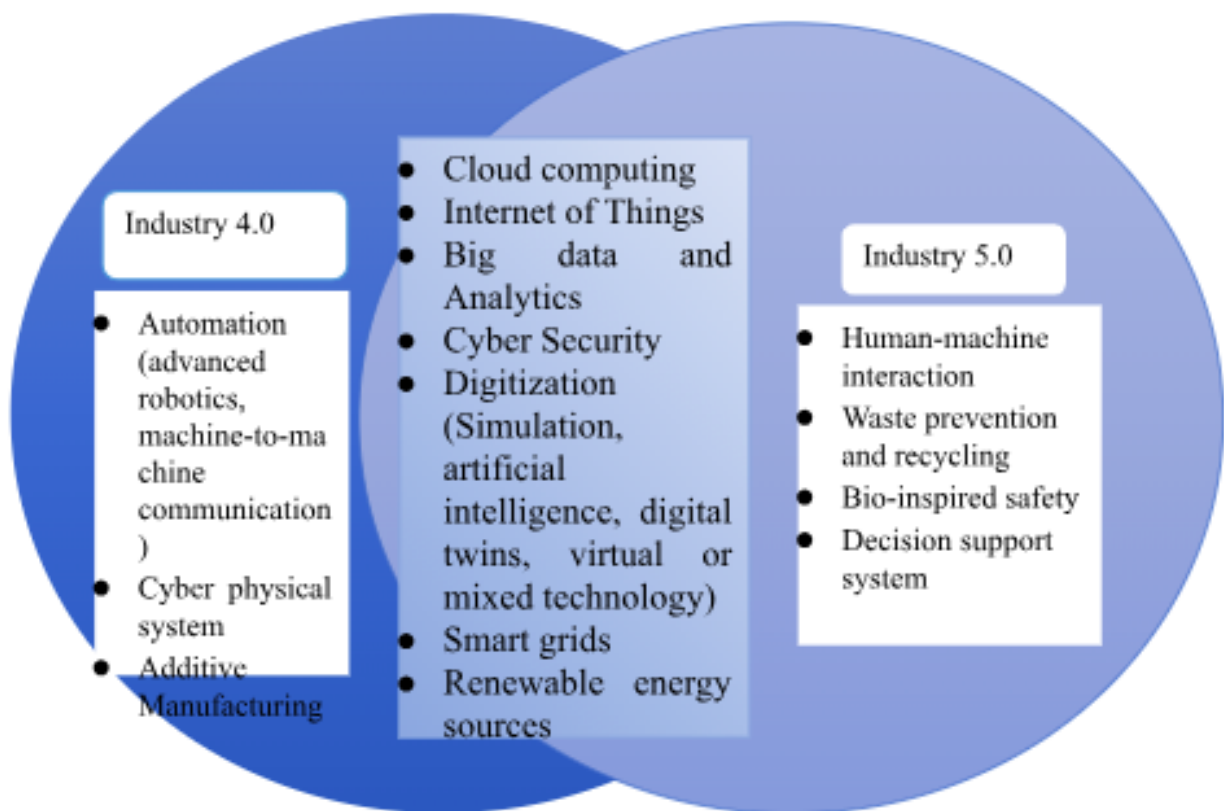 Industry 4.0
● Automation
(advanced
robotics,
machine-to-ma
chine
communication
)
● Cyber physical
system
● Additive
Manufacturing
● Cloud computing
● Internet of Things
● Big data and
Analytics
● Cyber Security
● Digitization
(Simulation,
artificial
intelligence, digital
twins, virtual or
mixed technology)
● Smart grids
● Renewable energy
sources
Industry 5.0
● Human-machine
interaction
● Waste prevention
and recycling
● Bio-inspired safety
● Decision support
system